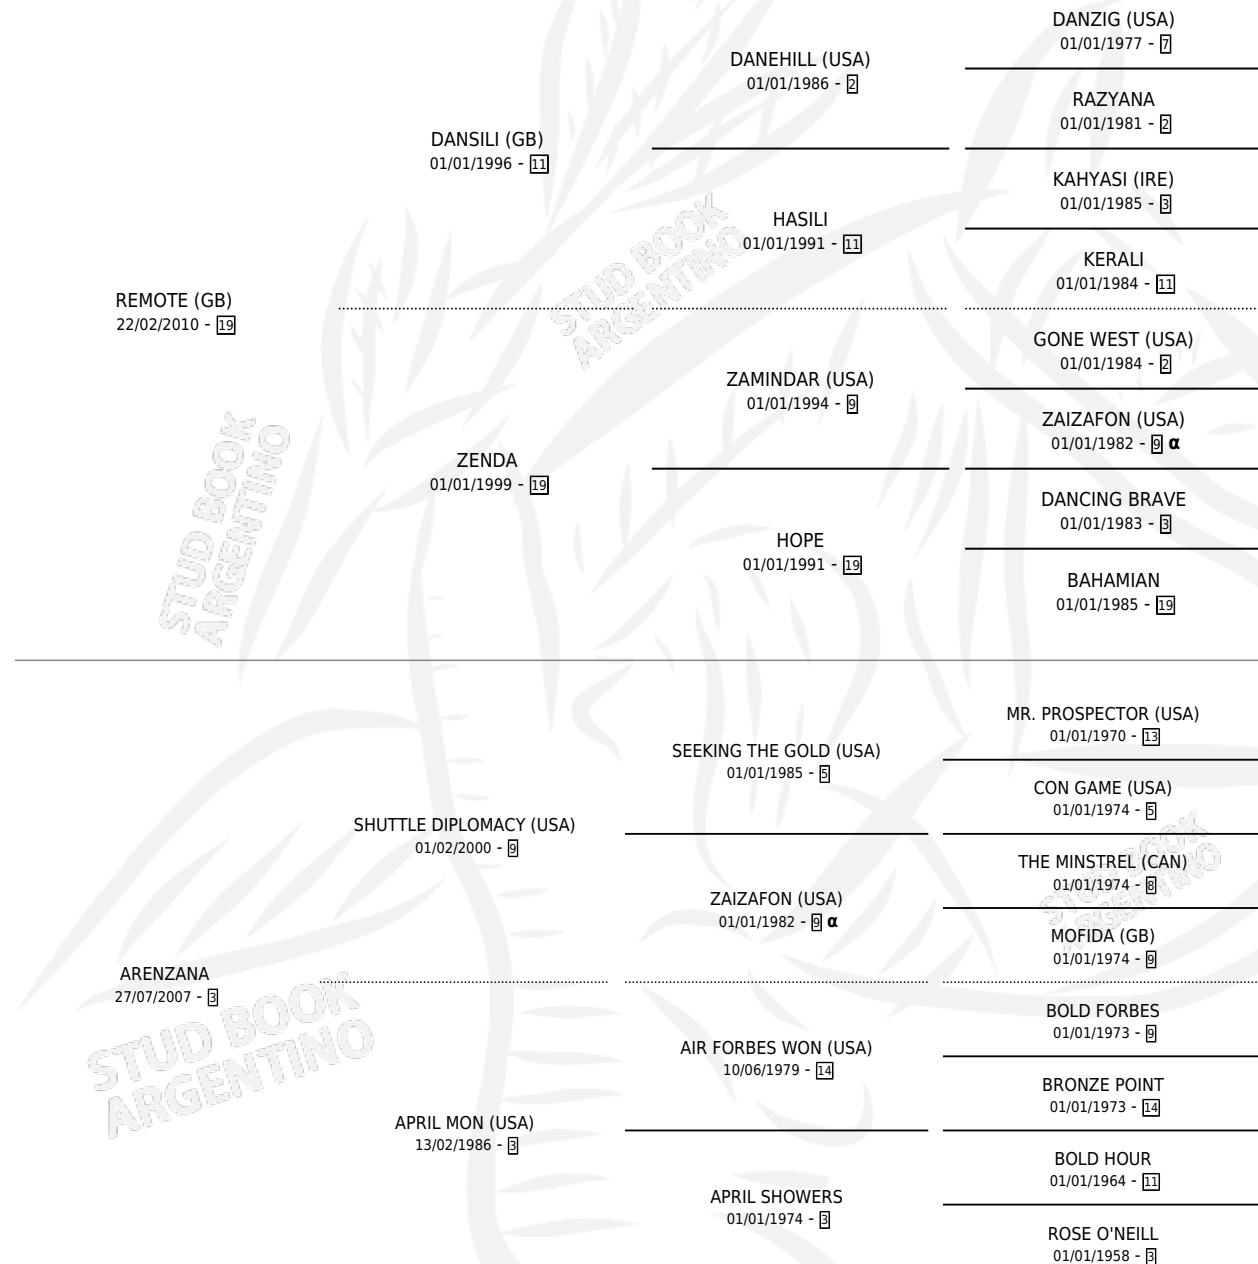 DANZIG (USA)
01/01/1977 - 7
DANEHILL (USA)
01/01/1986 - 2
RAZYANA
01/01/1981 - 2
DANSILI (GB)
01/01/1996 - 11
KAHYASI (IRE)
01/01/1985 - 3
HASILI
01/01/1991 - 11
KERALI
01/01/1984 - 11
REMOTE (GB)
22/02/2010 - 19
GONE WEST (USA)
01/01/1984 - 2
ZAMINDAR (USA)
01/01/1994 - 9
ZAIZAFON (USA)
01/01/1982 - 9 α
ZENDA
01/01/1999 - 19
DANCING BRAVE
01/01/1983 - 3
HOPE
01/01/1991 - 19
BAHAMIAN
01/01/1985 - 19
STUD BOOK
ARGENTINO
STUD BOOK
ARGENTINO
MR. PROSPECTOR (USA)
01/01/1970 - 13
SEEKING THE GOLD (USA)
01/01/1985 - 5
CON GAME (USA)
01/01/1974 - 5
SHUTTLE DIPLOMACY (USA)
01/02/2000 - 9
THE MINSTREL (CAN)
01/01/1974 - 8
ZAIZAFON (USA)
01/01/1982 - 9 α
MOFIDA (GB)
01/01/1974 - 9
STUD BOOK
ARGENTINO
ARENZANA
27/07/2007 - 3
BOLD FORBES
01/01/1973 - 9
AIR FORBES WON (USA)
10/06/1979 - 14
BRONZE POINT
01/01/1973 - 14
APRIL MON (USA)
13/02/1986 - 3
BOLD HOUR
01/01/1964 - 11
APRIL SHOWERS
01/01/1974 - 3
ROSE O'NEILL
01/01/1958 - 3
STUD BOOK
ARGENTINO